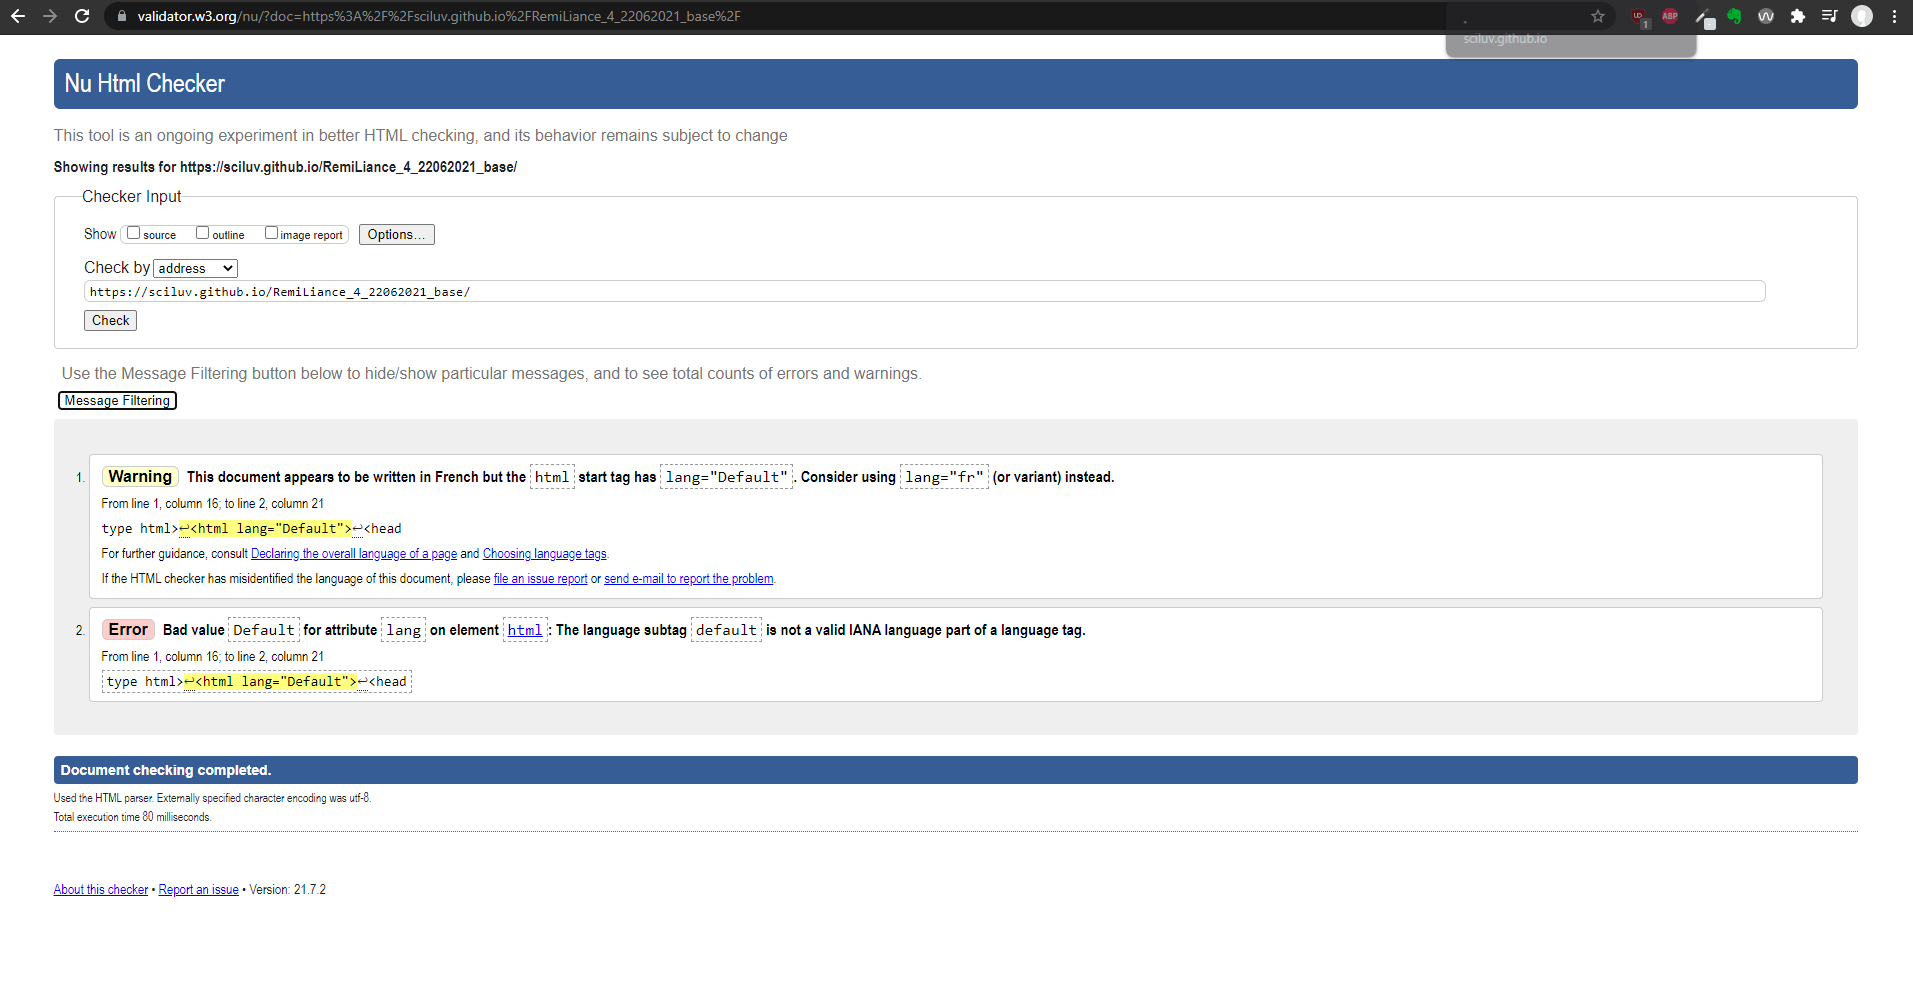 validator.w3.org/nu/?doc=https%3A%2F%2Fsciluv.github.io%2FRemiLiance_4_22062021_base%2F
sciluv.github.io
ABP
1
Nu Html Checker
This tool is an ongoing experiment in better HTML checking, and its behavior remains subject to change
Showing results for https://sciluv.github.io/RemiLiance_4_22062021_base/
Checker Input
Show source outline image report Options...
Check by address
https://sciluv.github.io/RemiLiance_4_22062021_base/
Check
Use the Message Filtering button below to hide/show particular messages, and to see total counts of errors and warnings.
Message Filtering
1. Warning This document appears to be written in French but the html start tag has lang="Default". Consider using lang="fr" (or variant) instead.
From line 1, column 16; to line 2, column 21
type html>↩<html lang="Default">↩<head
For further guidance, consult Declaring the overall language of a page and Choosing language tags.
If the HTML checker has misidentified the language of this document, please file an issue report or send e-mail to report the problem.
2. Error Bad value Default for attribute lang on element html: The language subtag default is not a valid IANA language part of a language tag.
From line 1, column 16; to line 2, column 21
type html>↩<html lang="Default">↩<head
Document checking completed.
Used the HTML parser. Externally specified character encoding was utf-8.
Total execution time 80 milliseconds.
About this checker • Report an issue • Version: 21.7.2